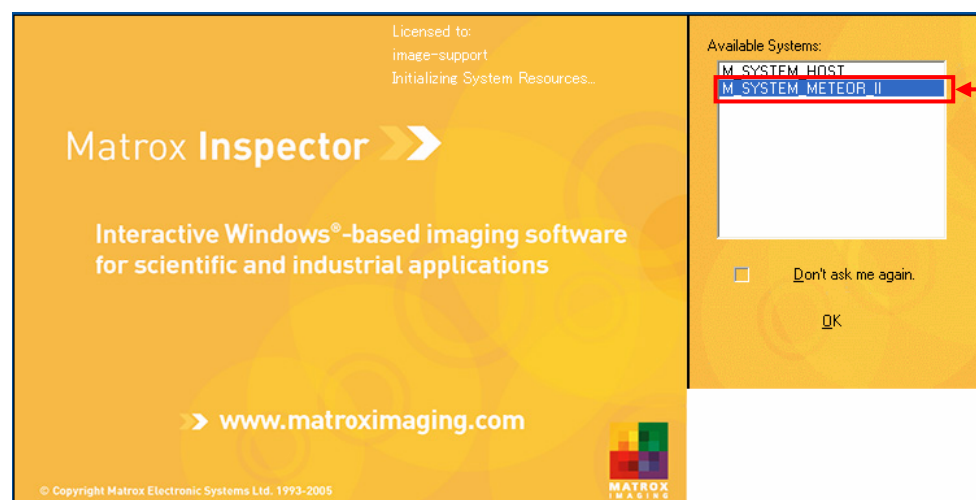 Licensed to:
image-support
Initializing System Resources...
Matrox Inspector
Interactive Windows®-based imaging software
for scientific and industrial applications
www.matroximaging.com
© Copyright Matrox Electronic Systems Ltd. 1993-2005
MATROX
IMAGING
Available Systems:
M_SYSTEM_HOST
M_SYSTEM_METEOR_II
Don't ask me again.
OK